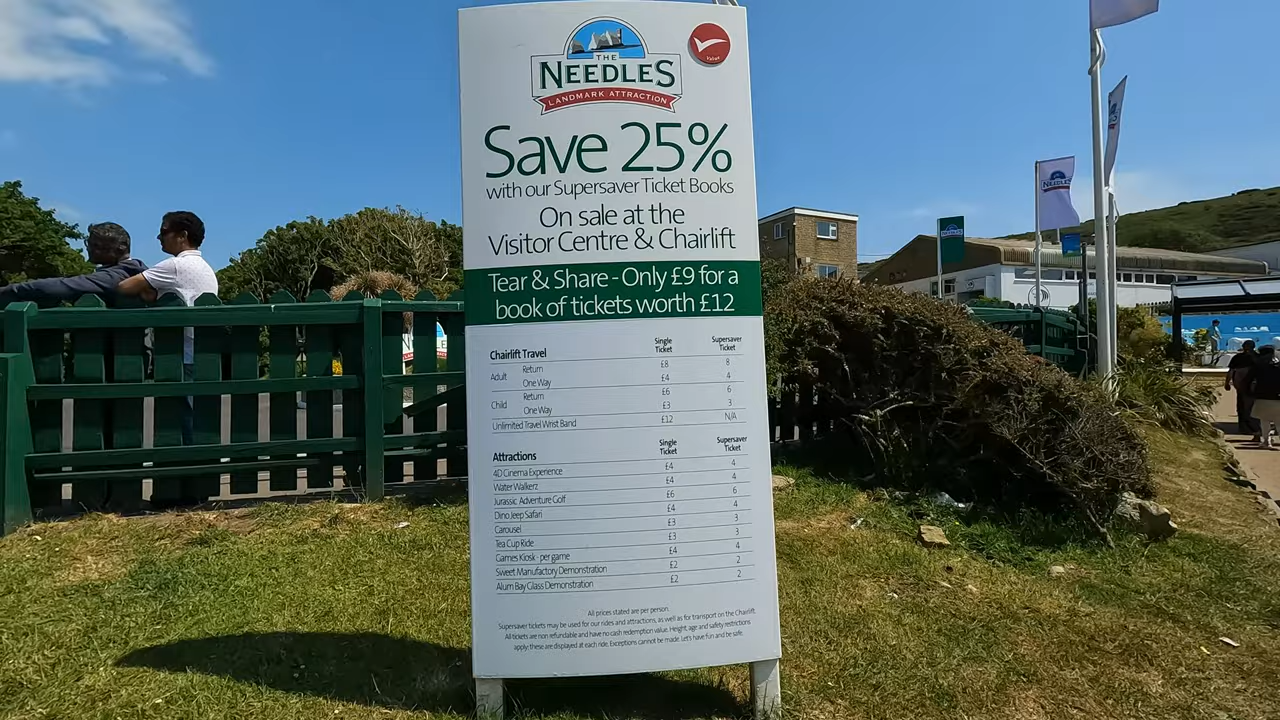 THE
NEEDLES
LANDMARK ATTRACTION
Value
Save 25%
with our Supersaver Ticket Books
On sale at the
Visitor Centre & Chairlift
Tear & Share - Only £9 for a
book of tickets worth £12
Chairlift Travel Single Ticket Supersaver Ticket
Adult Return £8 8
One Way £4 4
Child Return £6 6
One Way £3 3
Unlimited Travel Wrist Band £12 N/A
Attractions Single Ticket Supersaver Ticket
4D Cinema Experience £4 4
Water Walkerz £4 4
Jurassic Adventure Golf £6 6
Dino Jeep Safari £4 4
Carousel £3 3
Tea Cup Ride £3 3
Games Kiosk - per game £4 4
Sweet Manufactory Demonstration £2 2
Alum Bay Glass Demonstration £2 2
All prices stated are per person.
Supersaver tickets may be used for our rides and attractions, as well as for transport on the Chairlift.
All tickets are non refundable and have no cash redemption value. Height, age and safety restrictions
apply; these are displayed at each ride. Exceptions cannot be made. Let's have fun and be safe.
NEEDLES